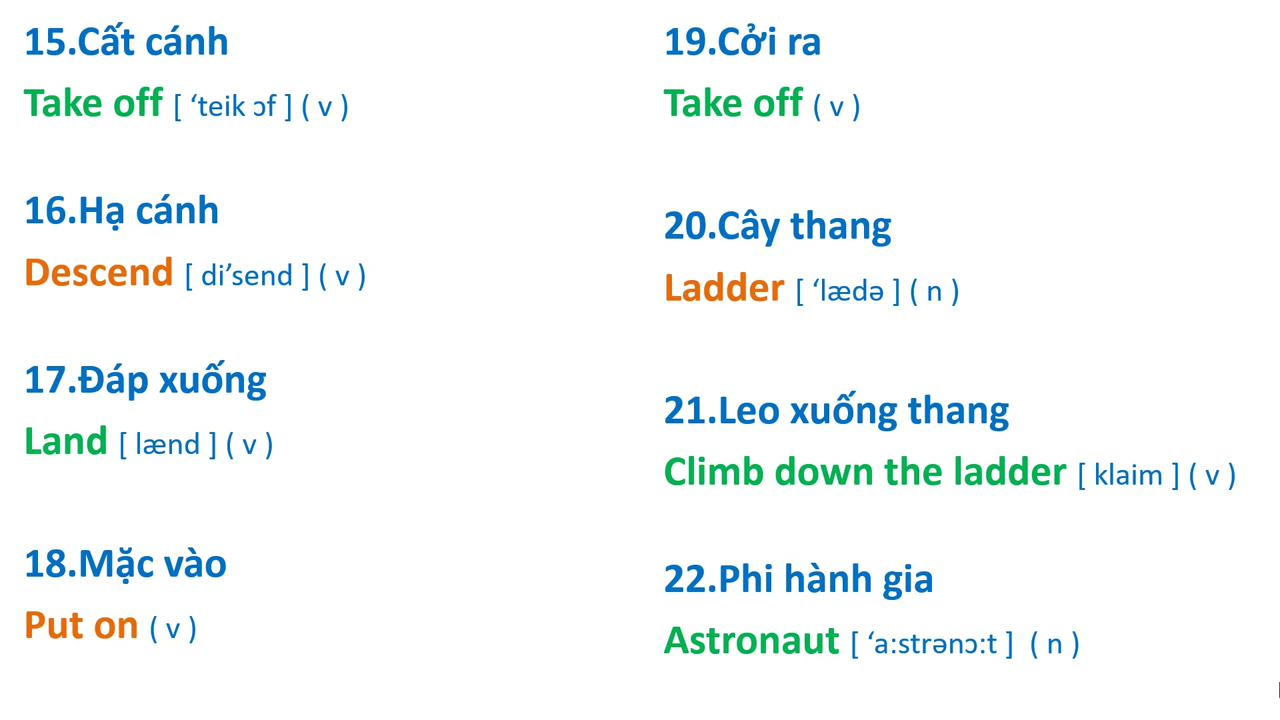 15.Cất cánh
Take off [ ‘teik ɔf ] ( v )
16.Hạ cánh
Descend [ di’send ] ( v )
17.Đáp xuống
Land [ lænd ] ( v )
18.Mặc vào
Put on ( v )
19.Cởi ra
Take off ( v )
20.Cây thang
Ladder [ ‘lædə ] ( n )
21.Leo xuống thang
Climb down the ladder [ klaim ] ( v )
22.Phi hành gia
Astronaut [ ‘a:strənɔ:t ]  ( n )